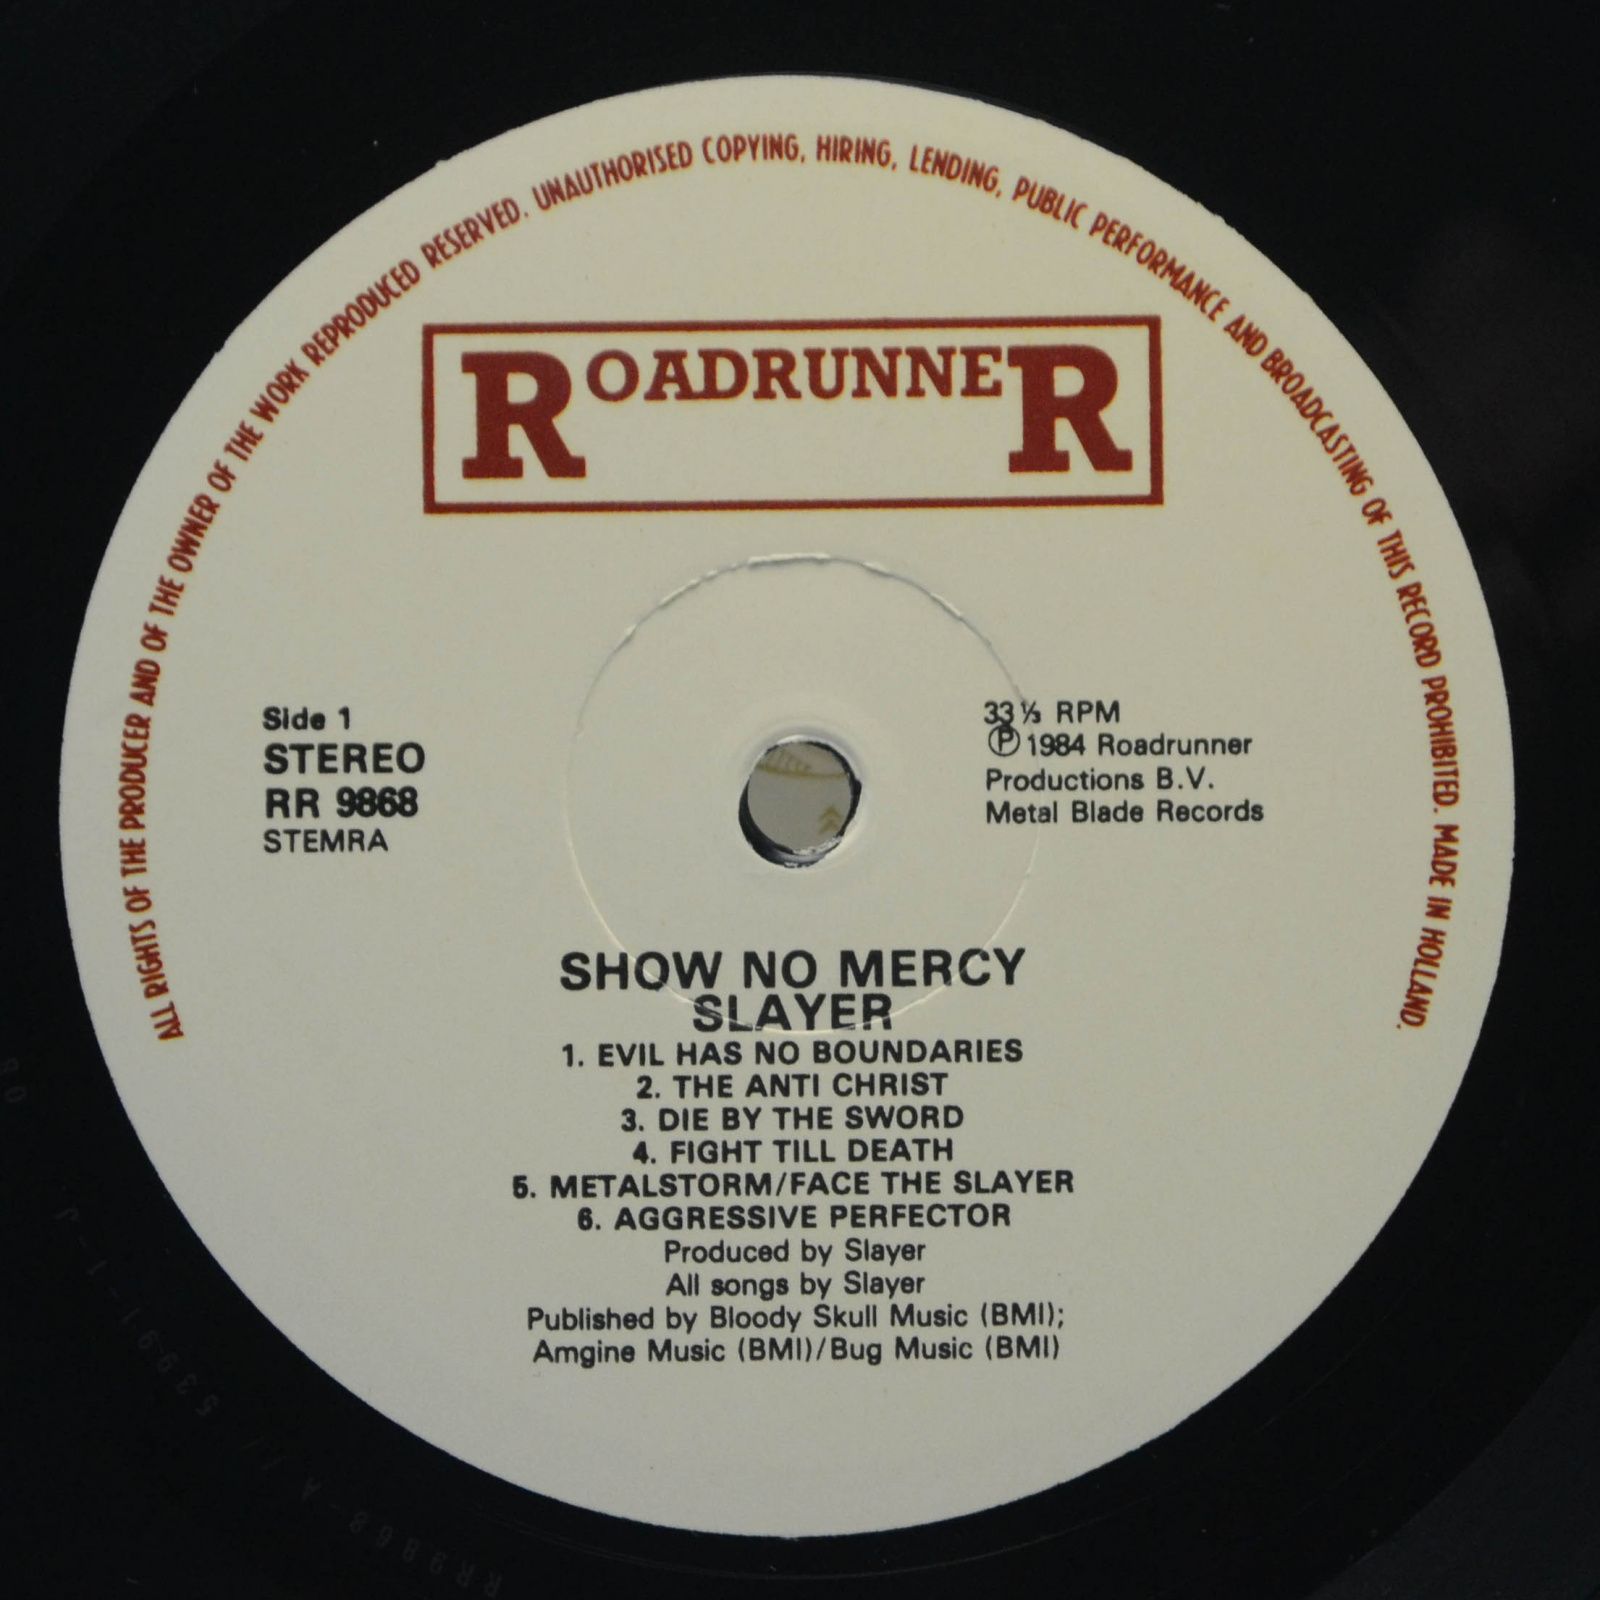 ALL RIGHTS OF THE PRODUCER AND OF THE OWNER OF THE WORK REPRODUCED RESERVED. UNAUTHORISED COPYING, HIRING, LENDING, PUBLIC PERFORMANCE AND BROADCASTING OF THIS RECORD PROHIBITED. MADE IN HOLLAND.
ROADRUNNER
Side 1
STEREO
RR 9868
STEMRA
33 ⅓ RPM
Ⓟ 1984 Roadrunner
Productions B.V.
Metal Blade Records
SHOW NO MERCY
SLAYER
1. EVIL HAS NO BOUNDARIES
2. THE ANTI CHRIST
3. DIE BY THE SWORD
4. FIGHT TILL DEATH
5. METALSTORM/FACE THE SLAYER
6. AGGRESSIVE PERFECTOR
Produced by Slayer
All songs by Slayer
Published by Bloody Skull Music (BMI);
Amgine Music (BMI)/Bug Music (BMI)